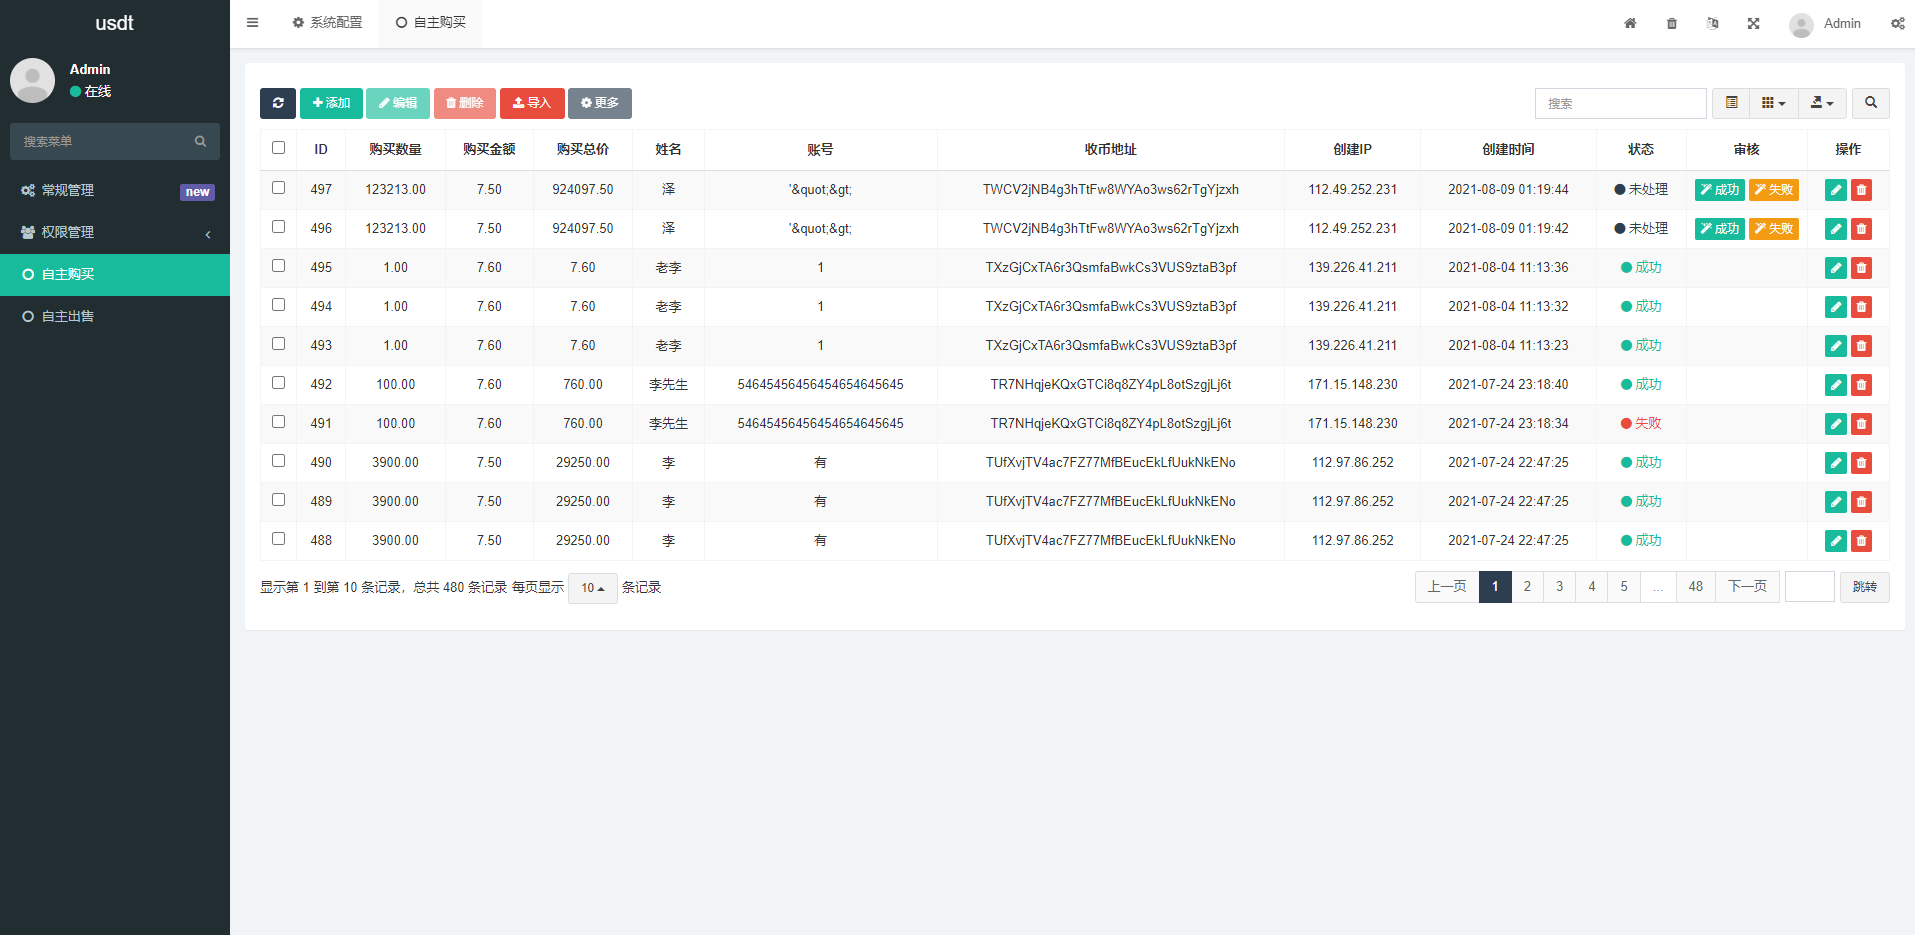 usdt
系统配置 自主购买 Admin
Admin
在线
搜索菜单
常规管理 new
权限管理
自主购买
自主出售
添加 编辑 删除 导入 更多 搜索
ID 购买数量 购买金额 购买总价 姓名 账号 收币地址 创建IP 创建时间 状态 审核 操作
497 123213.00 7.50 924097.50 泽 '&quot;&gt; TWCV2jNB4g3hTtFw8WYAo3ws62rTgYjzxh 112.49.252.231 2021-08-09 01:19:44 未处理 成功 失败
496 123213.00 7.50 924097.50 泽 '&quot;&gt; TWCV2jNB4g3hTtFw8WYAo3ws62rTgYjzxh 112.49.252.231 2021-08-09 01:19:42 未处理 成功 失败
495 1.00 7.60 7.60 老李 1 TXzGjCxTA6r3QsmfaBwkCs3VUS9ztaB3pf 139.226.41.211 2021-08-04 11:13:36 成功
494 1.00 7.60 7.60 老李 1 TXzGjCxTA6r3QsmfaBwkCs3VUS9ztaB3pf 139.226.41.211 2021-08-04 11:13:32 成功
493 1.00 7.60 7.60 老李 1 TXzGjCxTA6r3QsmfaBwkCs3VUS9ztaB3pf 139.226.41.211 2021-08-04 11:13:23 成功
492 100.00 7.60 760.00 李先生 54645456456454654645645 TR7NHqjeKQxGTCi8q8ZY4pL8otSzgjLj6t 171.15.148.230 2021-07-24 23:18:40 成功
491 100.00 7.60 760.00 李先生 54645456456454654645645 TR7NHqjeKQxGTCi8q8ZY4pL8otSzgjLj6t 171.15.148.230 2021-07-24 23:18:34 失败
490 3900.00 7.50 29250.00 李 有 TUfXvjTV4ac7FZ77MfBEucEkLfUukNkENo 112.97.86.252 2021-07-24 22:47:25 成功
489 3900.00 7.50 29250.00 李 有 TUfXvjTV4ac7FZ77MfBEucEkLfUukNkENo 112.97.86.252 2021-07-24 22:47:25 成功
488 3900.00 7.50 29250.00 李 有 TUfXvjTV4ac7FZ77MfBEucEkLfUukNkENo 112.97.86.252 2021-07-24 22:47:25 成功
显示第 1 到第 10 条记录，总共 480 条记录 每页显示 10 条记录 上一页 1 2 3 4 5 ... 48 下一页 跳转